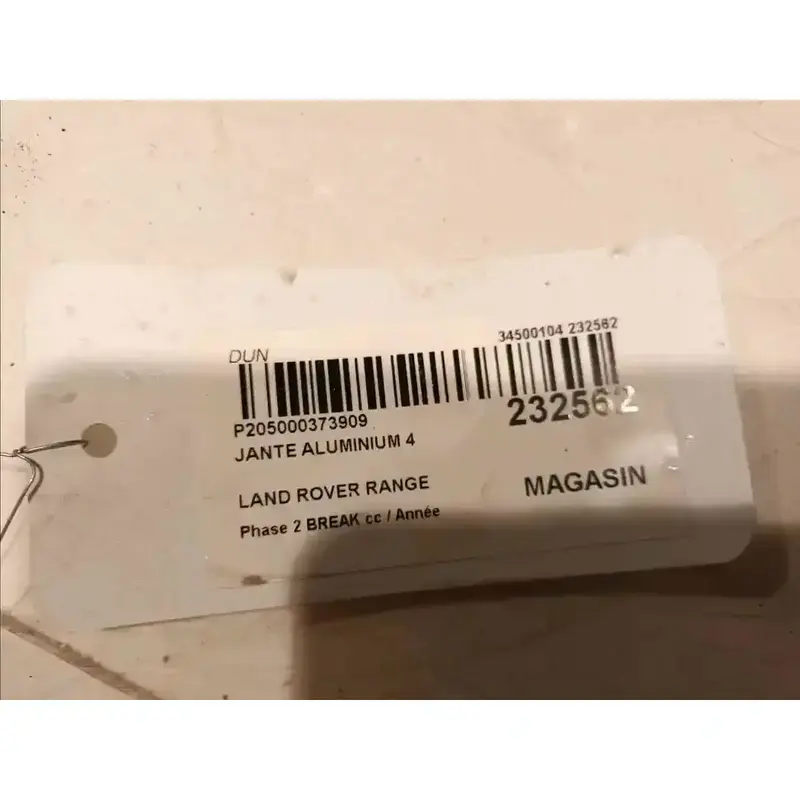 DUN
34500104 232562
P205000373909
232562
JANTE ALUMINIUM 4
LAND ROVER RANGE
MAGASIN
Phase 2 BREAK cc / Année